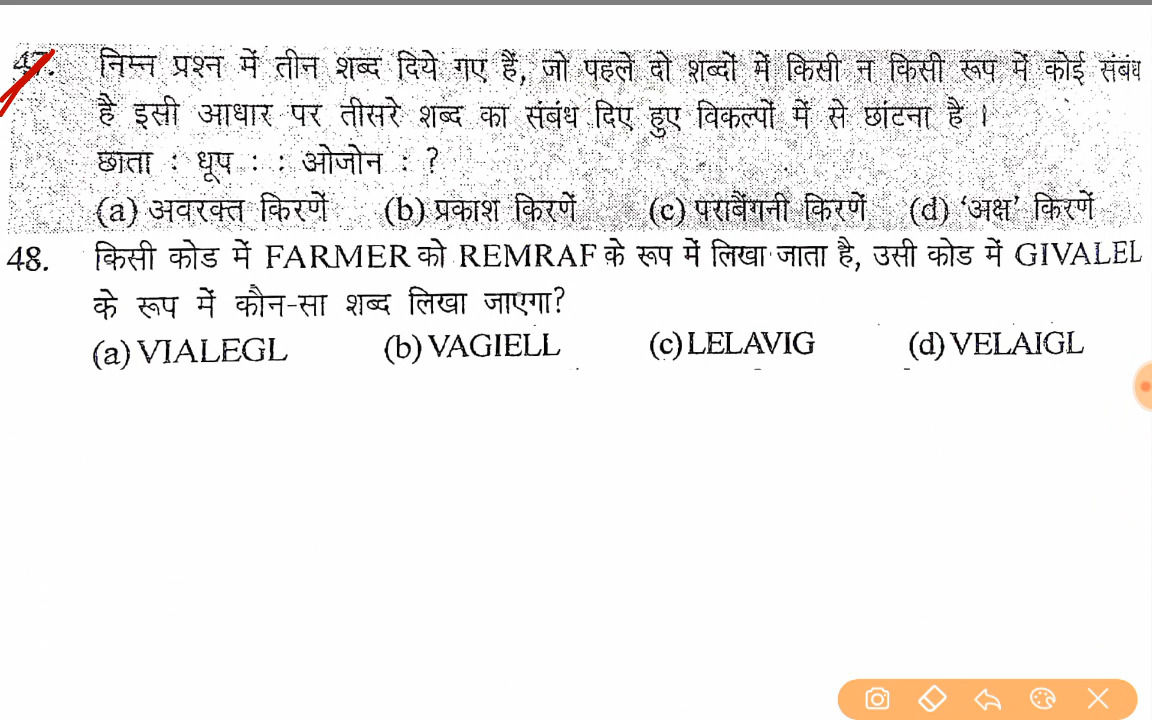 47. निम्न प्रश्न में तीन शब्द दिये गए हैं, जो पहले दो शब्दों में किसी न किसी रूप में कोई संबंध
है इसी आधार पर तीसरे शब्द का संबंध दिए हुए विकल्पों में से छांटना है ।
छाता : धूप : : ओजोन : ?
(a) अवरक्त किरणें (b) प्रकाश किरणें (c) पराबैंगनी किरणें (d) ‘अक्ष’ किरणें
48. किसी कोड में FARMER को REMRAF के रूप में लिखा जाता है, उसी कोड में GIVALEL
के रूप में कौन-सा शब्द लिखा जाएगा?
(a) VIALEGL (b) VAGIELL (c) LELAVIG (d) VELAIGL